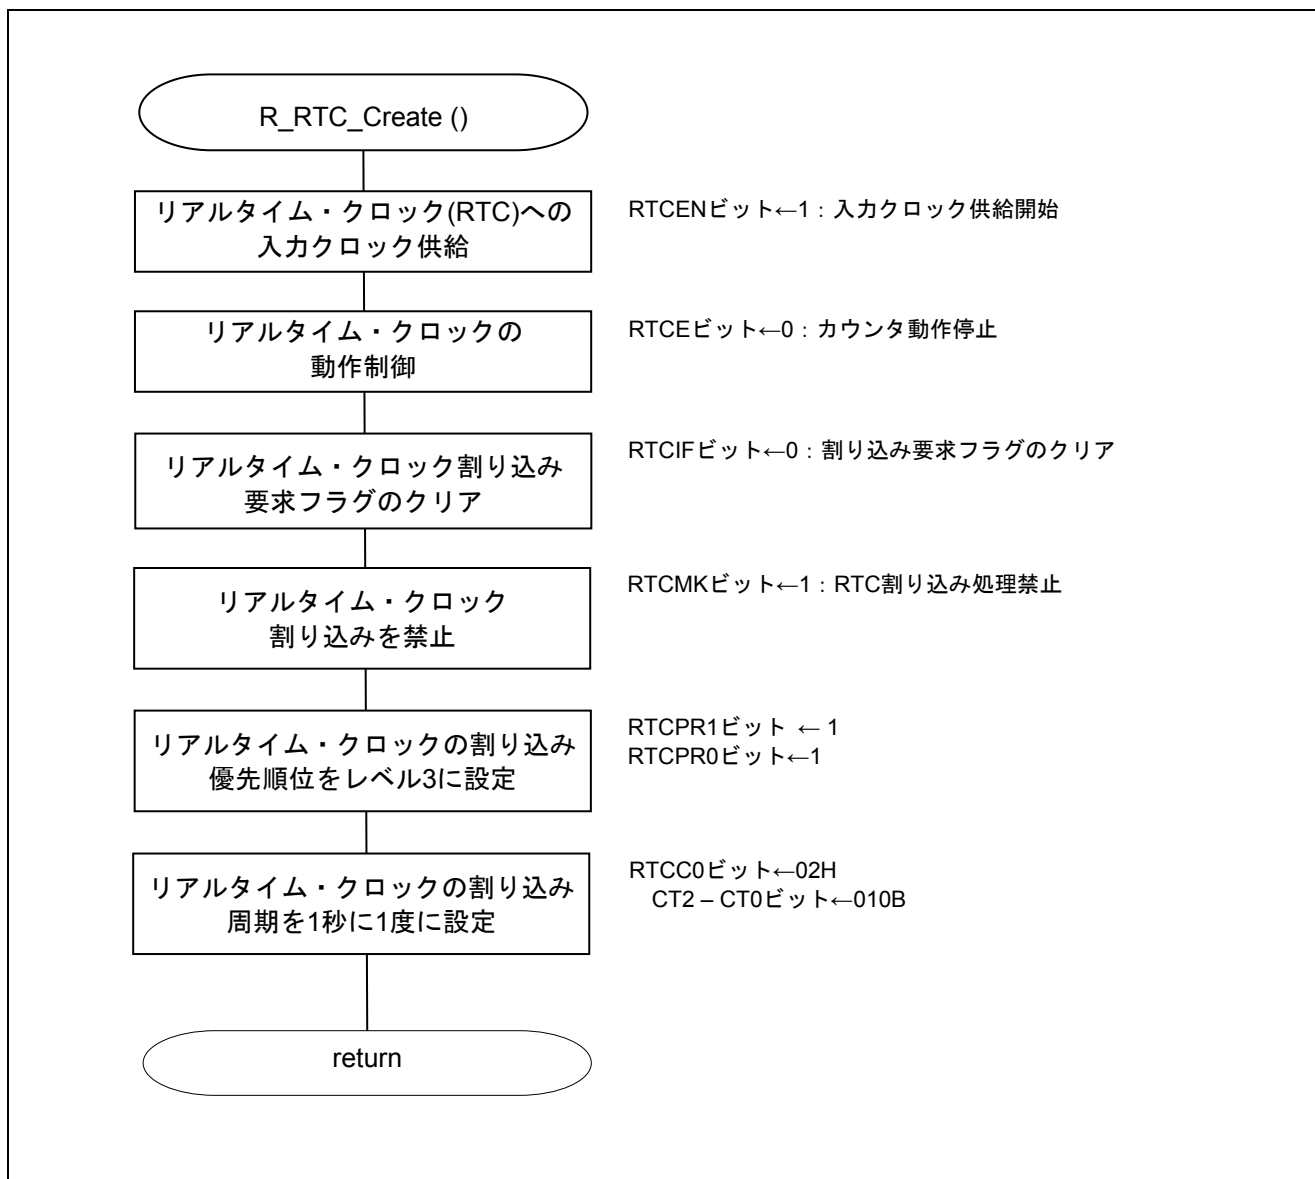 R_RTC_Create ()
リアルタイム・クロック(RTC)への
入力クロック供給
RTCENビット←1：入力クロック供給開始
リアルタイム・クロックの
動作制御
RTCEビット←0：カウンタ動作停止
リアルタイム・クロック割り込み
要求フラグのクリア
RTCIFビット←0：割り込み要求フラグのクリア
リアルタイム・クロック
割り込みを禁止
RTCMKビット←1：RTC割り込み処理禁止
リアルタイム・クロックの割り込み
優先順位をレベル3に設定
RTCPR1ビット ← 1
RTCPR0ビット←1
リアルタイム・クロックの割り込み
周期を1秒に1度に設定
RTCC0ビット←02H
CT2 – CT0ビット←010B
return